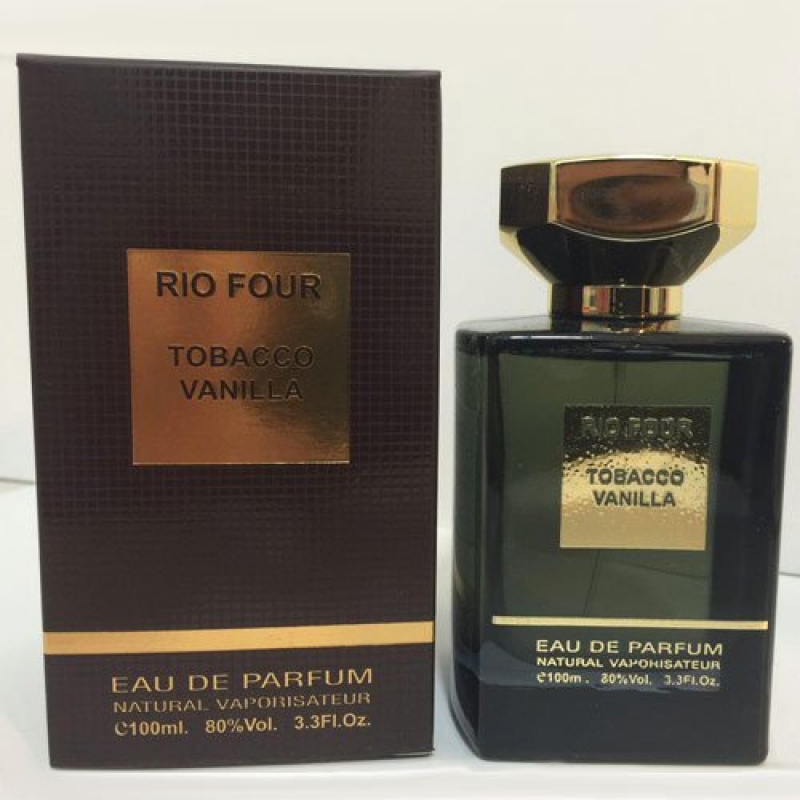 RIO FOUR
TOBACCO
VANILLA
EAU DE PARFUM
NATURAL VAPORISATEUR
℮100ml. 80%Vol. 3.3Fl.Oz.
RIO FOUR
TOBACCO
VANILLA
EAU DE PARFUM
NATURAL VAPORISATEUR
℮100m . 80%Vol. 3.3Fl.Oz.